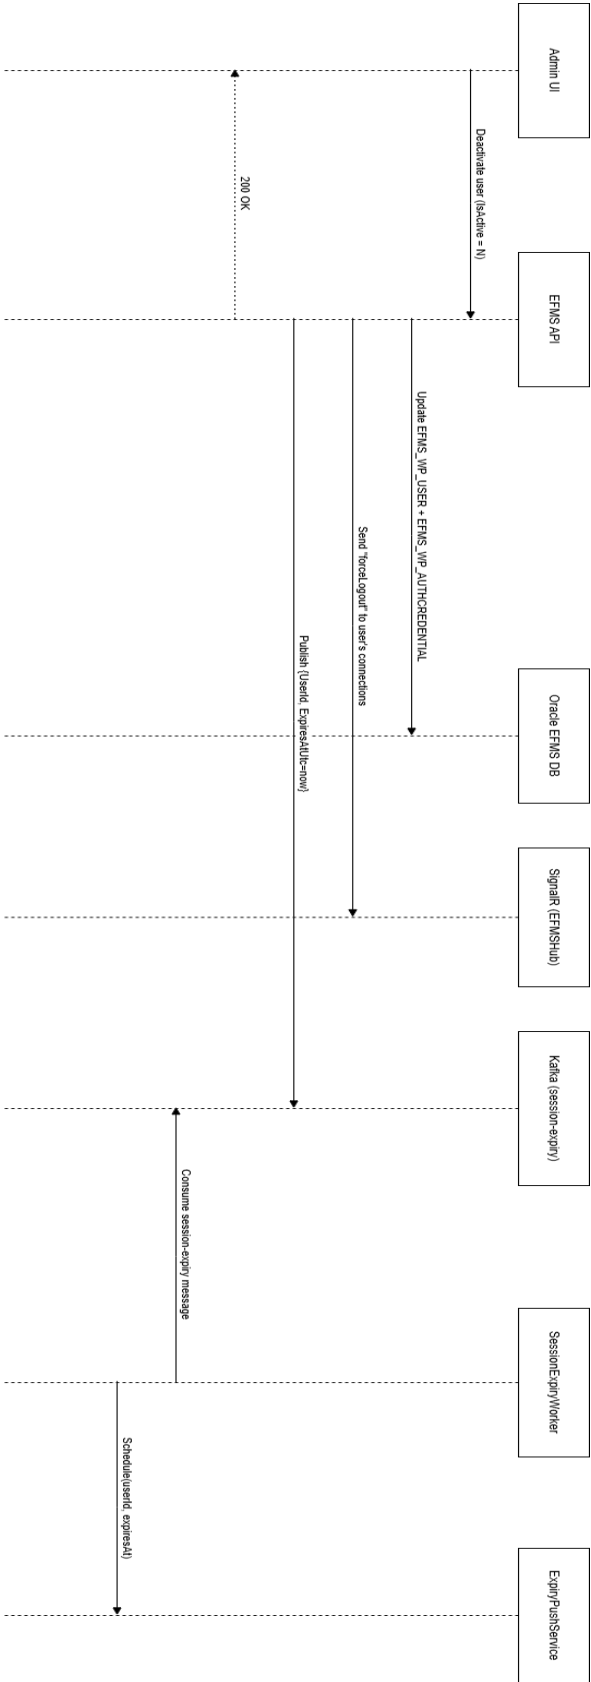 Admin UI
EFMS API
Oracle EFMS DB
SignalR (EFMSHub)
Kafka (session-expiry)
SessionExpiryWorker
ExpiryPushService
Deactivate user (IsActive = N)
Update EFMS_WP_USER + EFMS_WP_AUTHCREDENTIAL
Send "forceLogout" to user's connections
Publish {UserId, ExpiresAtUtc=now}
200 OK
Consume session-expiry message
Schedule(userId, expiresAt)